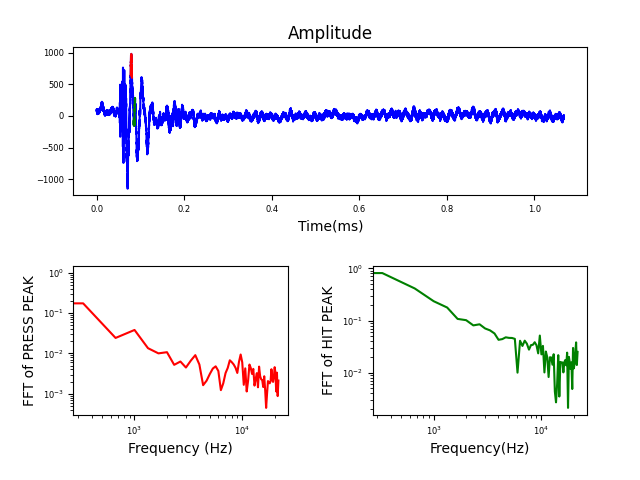 Amplitude
1000
500
0
−500
−1000
0.0 0.2 0.4 0.6 0.8 1.0
Time(ms)
FFT of PRESS PEAK
10⁰
10⁻¹
10⁻²
10⁻³
10³ 10⁴
Frequency (Hz)
FFT of HIT PEAK
10⁰
10⁻¹
10⁻²
10³ 10⁴
Frequency(Hz)